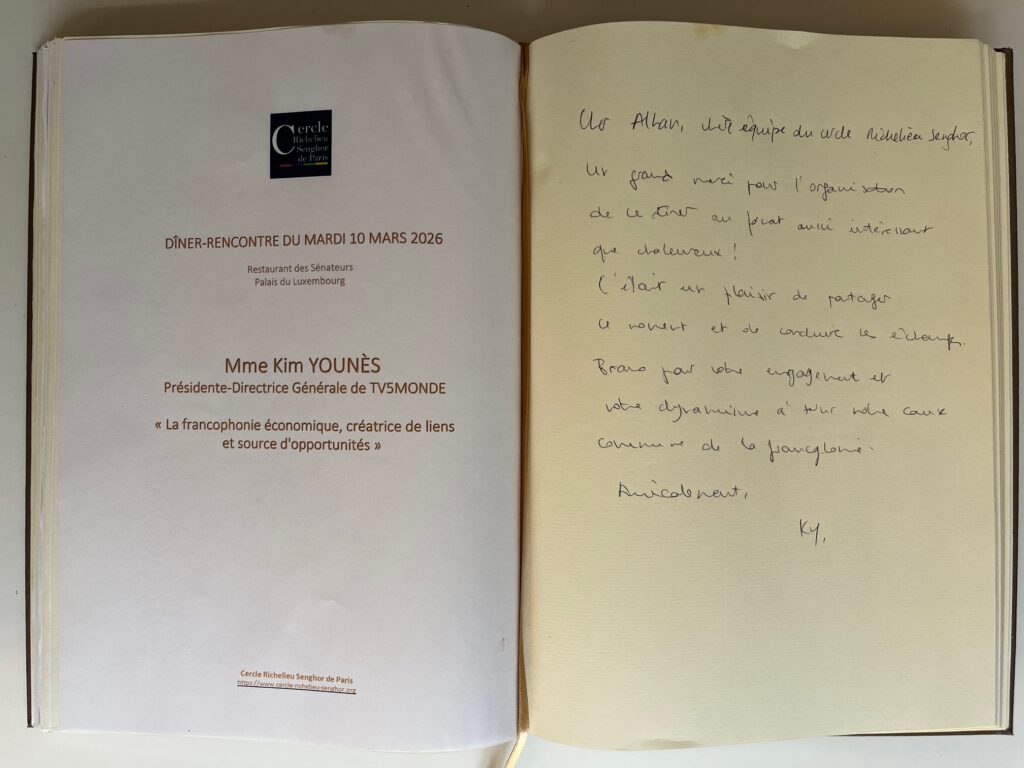 Cercle
Richelieu
Senghor
de Paris
DÎNER-RENCONTRE DU MARDI 10 MARS 2026
Restaurant des Sénateurs
Palais du Luxembourg
Mme Kim YOUNÈS
Présidente-Directrice Générale de TV5MONDE
« La francophonie économique, créatrice de liens
et source d'opportunités »
Cercle Richelieu Senghor de Paris
https://www.cercle-richelieu-senghor.org
Cher Alban, chère équipe du cercle Richelieu Senghor,
Un grand merci pour l'organisation
de ce dîner au format aussi intéressant
que chaleureux !
C'était un plaisir de partager
ce moment et de conduire les échanges.
Bravo pour votre engagement et
votre dynamisme à servir notre cause
commune de la francophonie.
Amicalement,
KY,